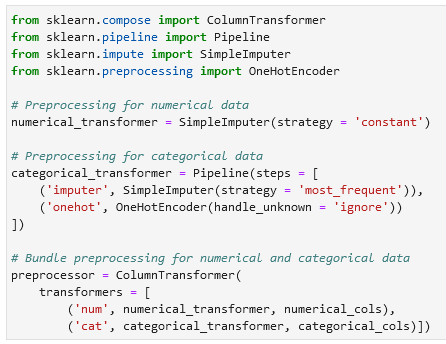 from sklearn.compose import ColumnTransformer
from sklearn.pipeline import Pipeline
from sklearn.impute import SimpleImputer
from sklearn.preprocessing import OneHotEncoder

# Preprocessing for numerical data
numerical_transformer = SimpleImputer(strategy = 'constant')

# Preprocessing for categorical data
categorical_transformer = Pipeline(steps = [
    ('imputer', SimpleImputer(strategy = 'most_frequent')),
    ('onehot', OneHotEncoder(handle_unknown = 'ignore'))
])

# Bundle preprocessing for numerical and categorical data
preprocessor = ColumnTransformer(
    transformers = [
        ('num', numerical_transformer, numerical_cols),
        ('cat', categorical_transformer, categorical_cols)])